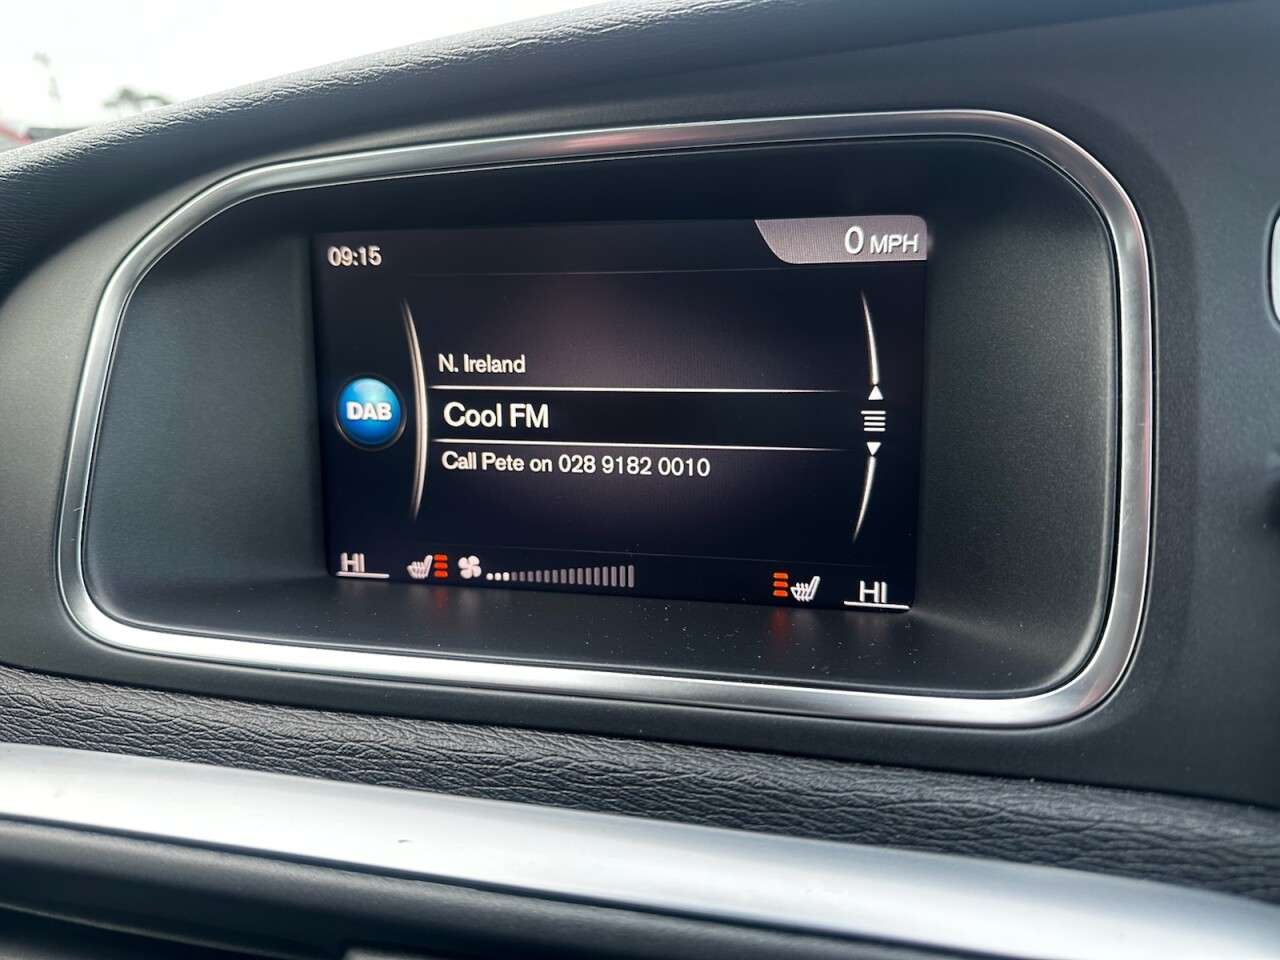 09:15
0 MPH
N. Ireland
DAB
Cool FM
Call Pete on 028 9182 0010
HI
HI